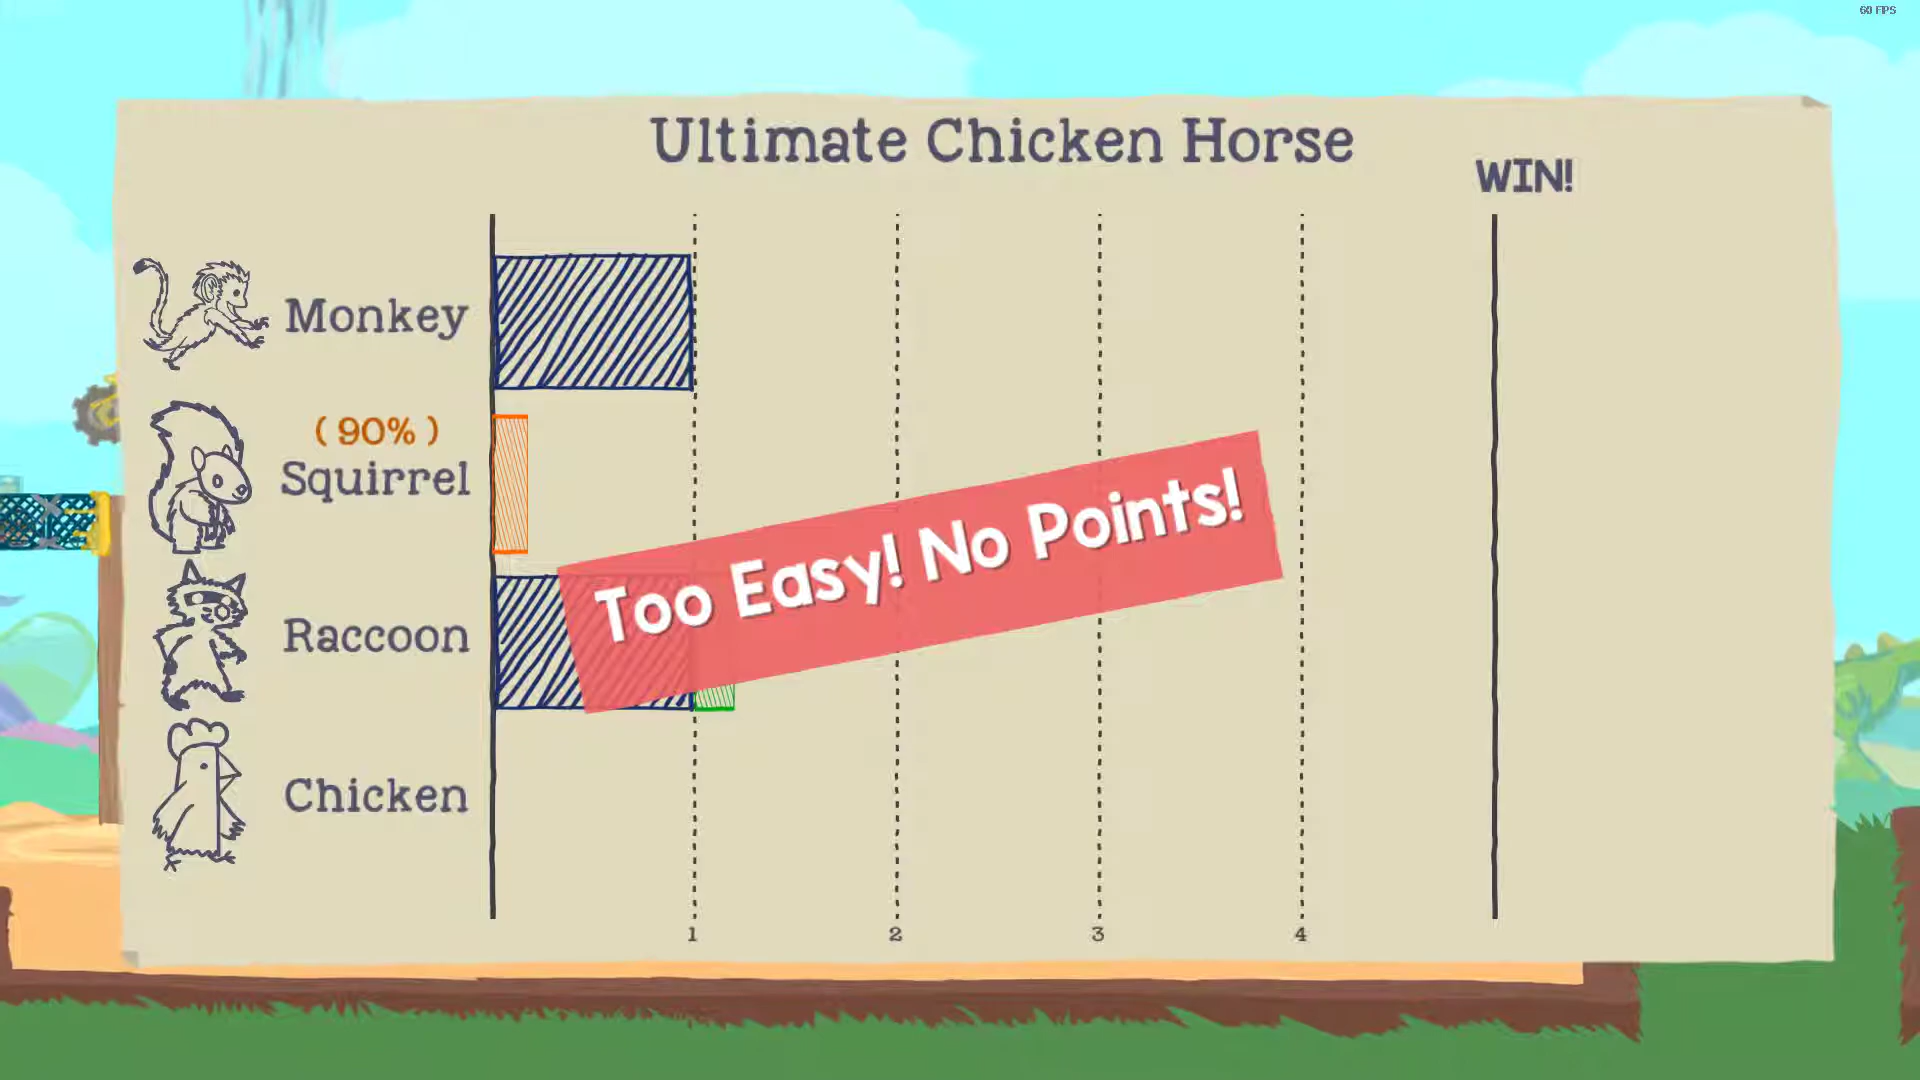 60 FPS
Ultimate Chicken Horse
WIN!
Monkey
( 90% )
Squirrel
Too Easy! No Points!
Raccoon
Chicken
1 2 3 4